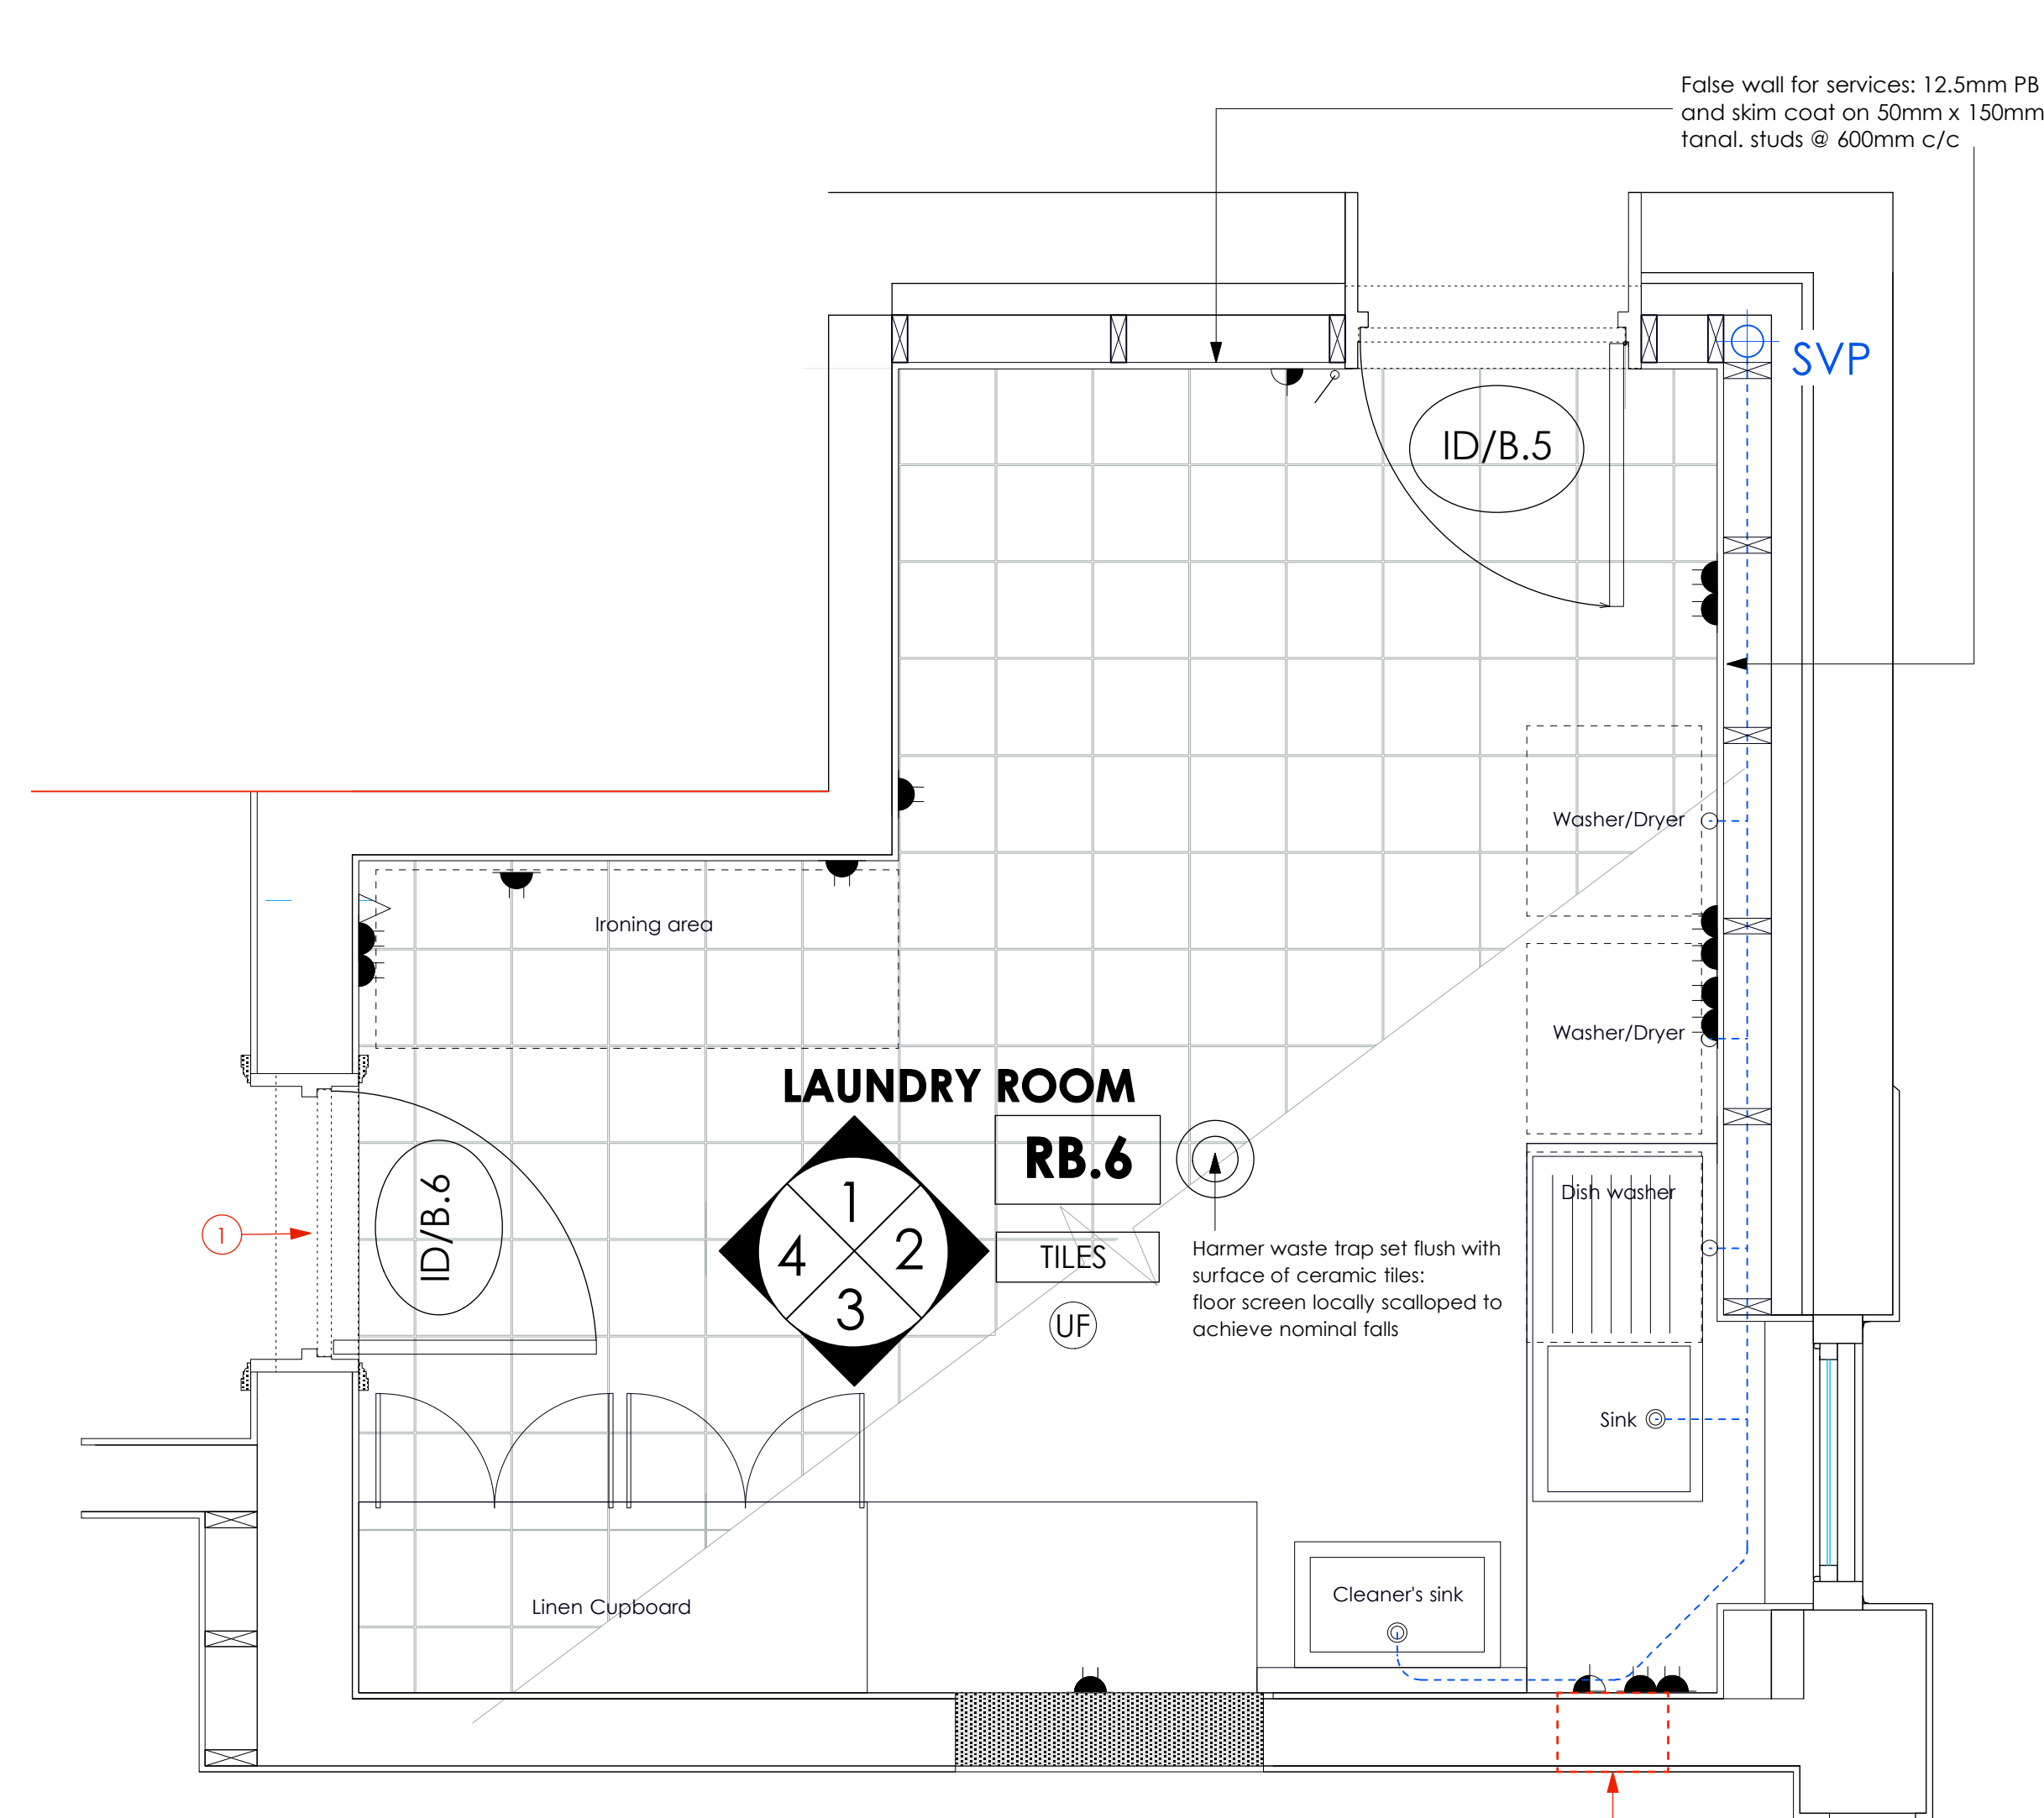 False wall for services: 12.5mm PB
and skim coat on 50mm x 150mm
tanal. studs @ 600mm c/c
SVP
ID/B.5
Washer/Dryer
Ironing area
Washer/Dryer
LAUNDRY ROOM
RB.6
1
2
3
4
TILES
UF
ID/B.6
1
Dish washer
Harmer waste trap set flush with
surface of ceramic tiles:
floor screen locally scalloped to
achieve nominal falls
Sink
Cleaner's sink
Linen Cupboard